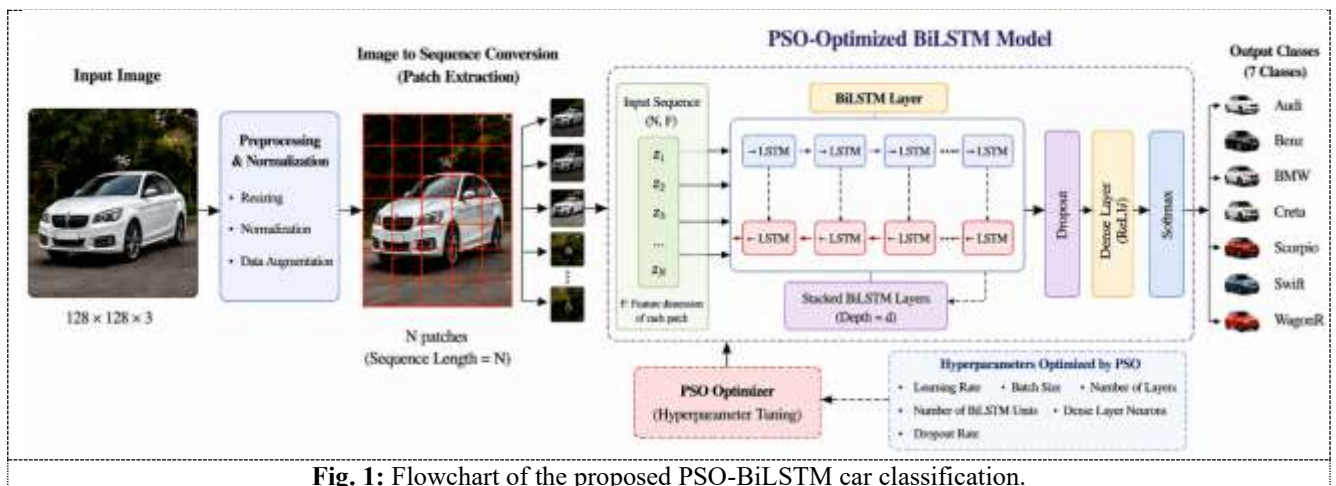 PSO-Optimized BiLSTM Model
Input Image
128 × 128 × 3
Preprocessing
& Normalization
• Resizing
• Normalization
• Data Augmentation
Image to Sequence Conversion
(Patch Extraction)
N patches
(Sequence Length = N)
Input Sequence
(N, F)
z1
z2
z3
...
zN
F: Feature dimension
of each patch
BiLSTM Layer
→ LSTM
→ LSTM
→ LSTM
→ LSTM
← LSTM
← LSTM
← LSTM
← LSTM
Stacked BiLSTM Layers
(Depth = d)
Dropout
Dense Layer
(ReLU)
Softmax
Output Classes
(7 Classes)
Audi
Benz
BMW
Creta
Scorpio
Swift
WagonR
PSO Optimizer
(Hyperparameter Tuning)
Hyperparameters Optimized by PSO
• Learning Rate • Batch Size • Number of Layers
• Number of BiLSTM Units • Dense Layer Neurons
• Dropout Rate
Fig. 1: Flowchart of the proposed PSO-BiLSTM car classification.